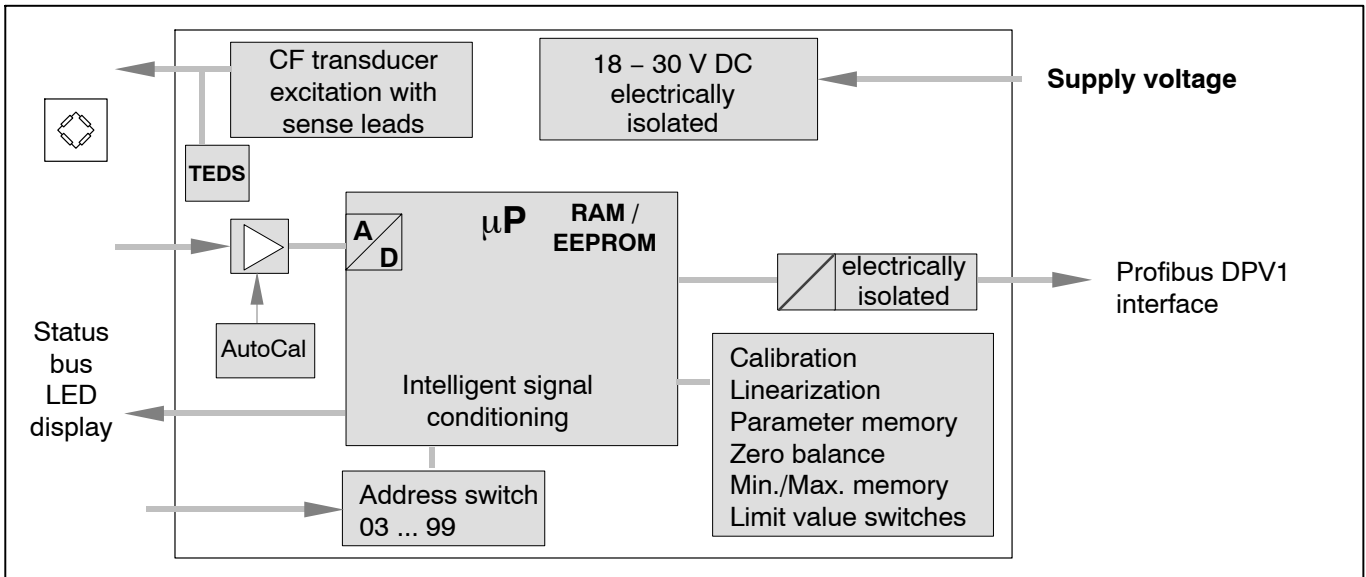 CF transducer
excitation with
sense leads
18 – 30 V DC
electrically
isolated
Supply voltage
TEDS
A
D
µP
RAM /
EEPROM
electrically
isolated
Profibus DPV1
interface
Status
bus
LED
display
AutoCal
Intelligent signal
conditioning
Calibration
Linearization
Parameter memory
Zero balance
Min./Max. memory
Limit value switches
Address switch
03 ... 99